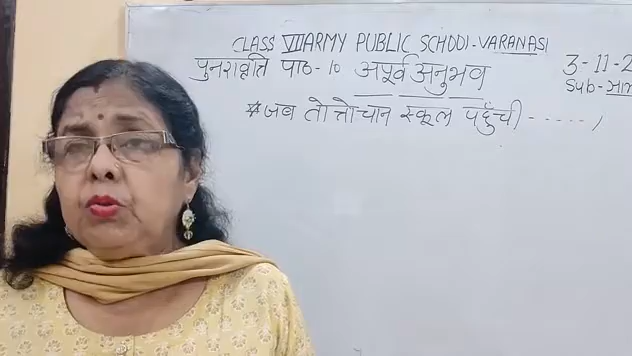 CLASS VII ARMY PUBLIC SCHOOL-VARANASI
पुनरावृत्ति पाठ-10 अपूर्व अनुभव
3-11-2
Sub-
*जब तोत्तोचान स्कूल पहुँची -----,